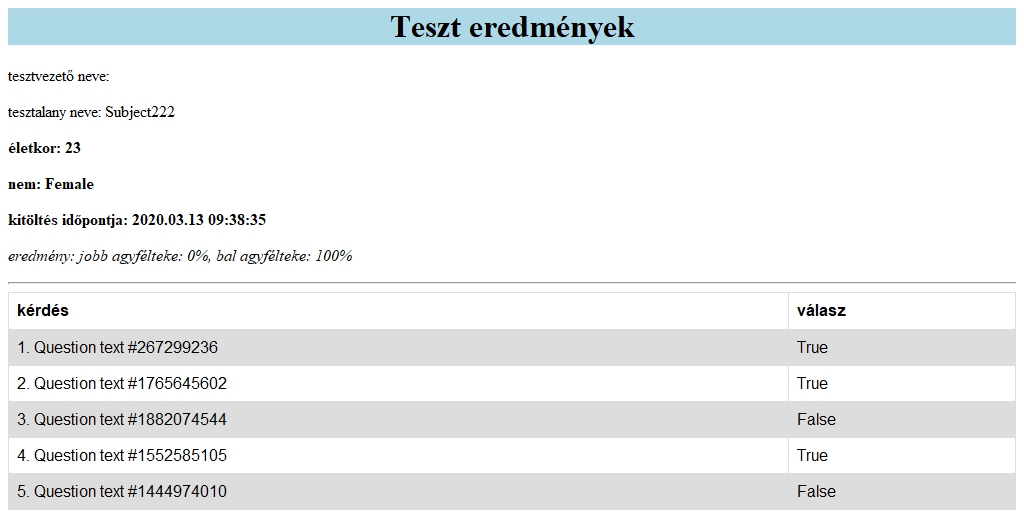 Teszt eredmények
tesztvezető neve:
tesztalany neve: Subject222
életkor: 23
nem: Female
kitöltés időpontja: 2020.03.13 09:38:35
eredmény: jobb agyfélteke: 0%, bal agyfélteke: 100%
kérdés válasz
1. Question text #267299236 True
2. Question text #1765645602 True
3. Question text #1882074544 False
4. Question text #1552585105 True
5. Question text #1444974010 False